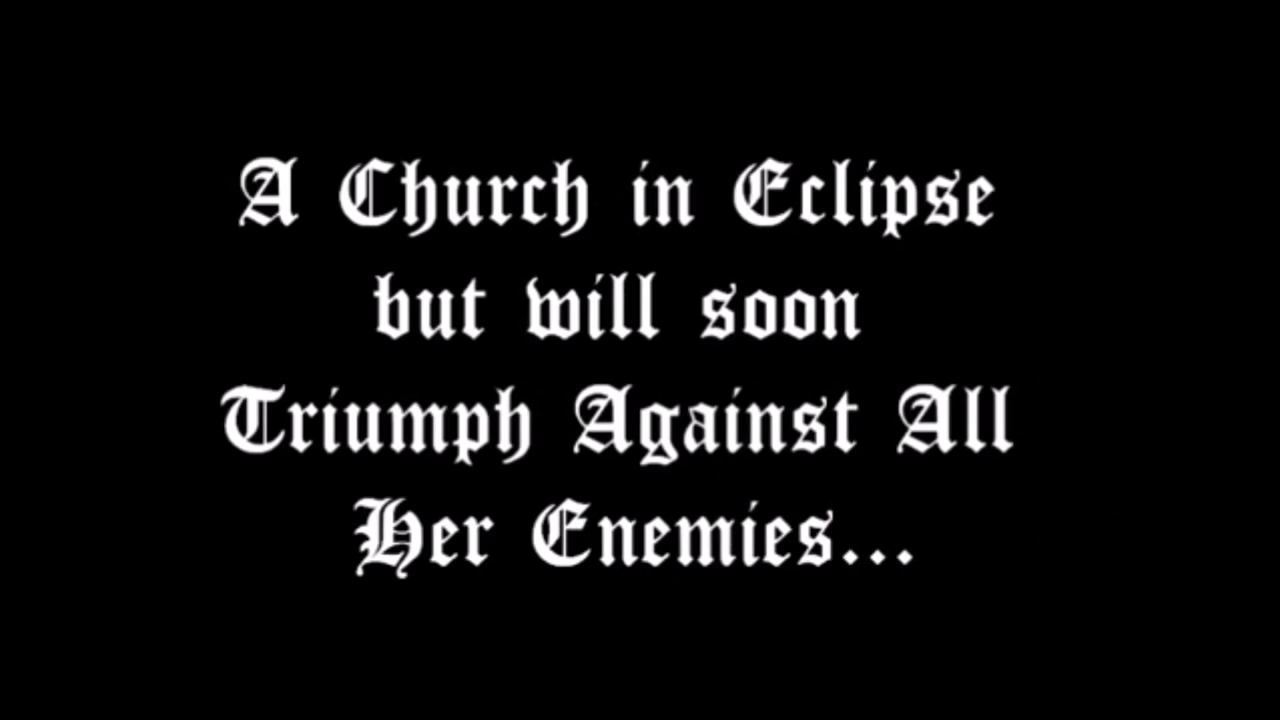 A Church in Eclipse
but will soon
Triumph Against All
Her Enemies...